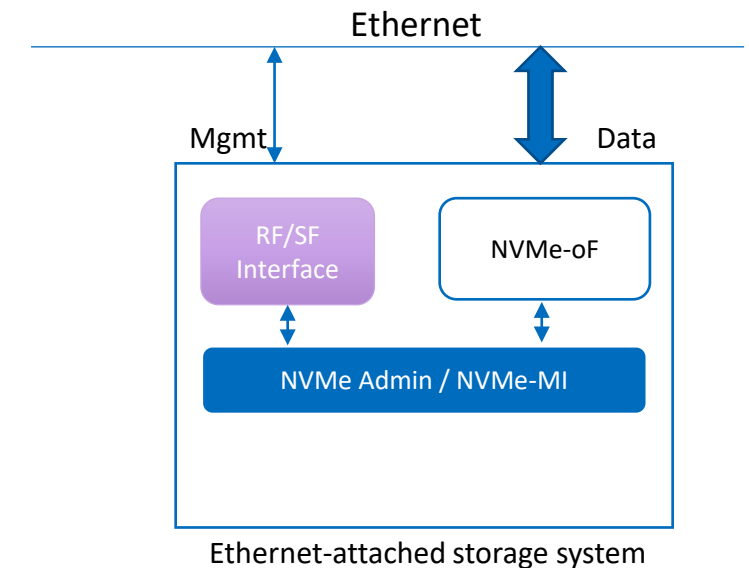 Ethernet
Mgmt
Data
RF/SF
Interface
NVMe-oF
NVMe Admin / NVMe-MI
Ethernet-attached storage system